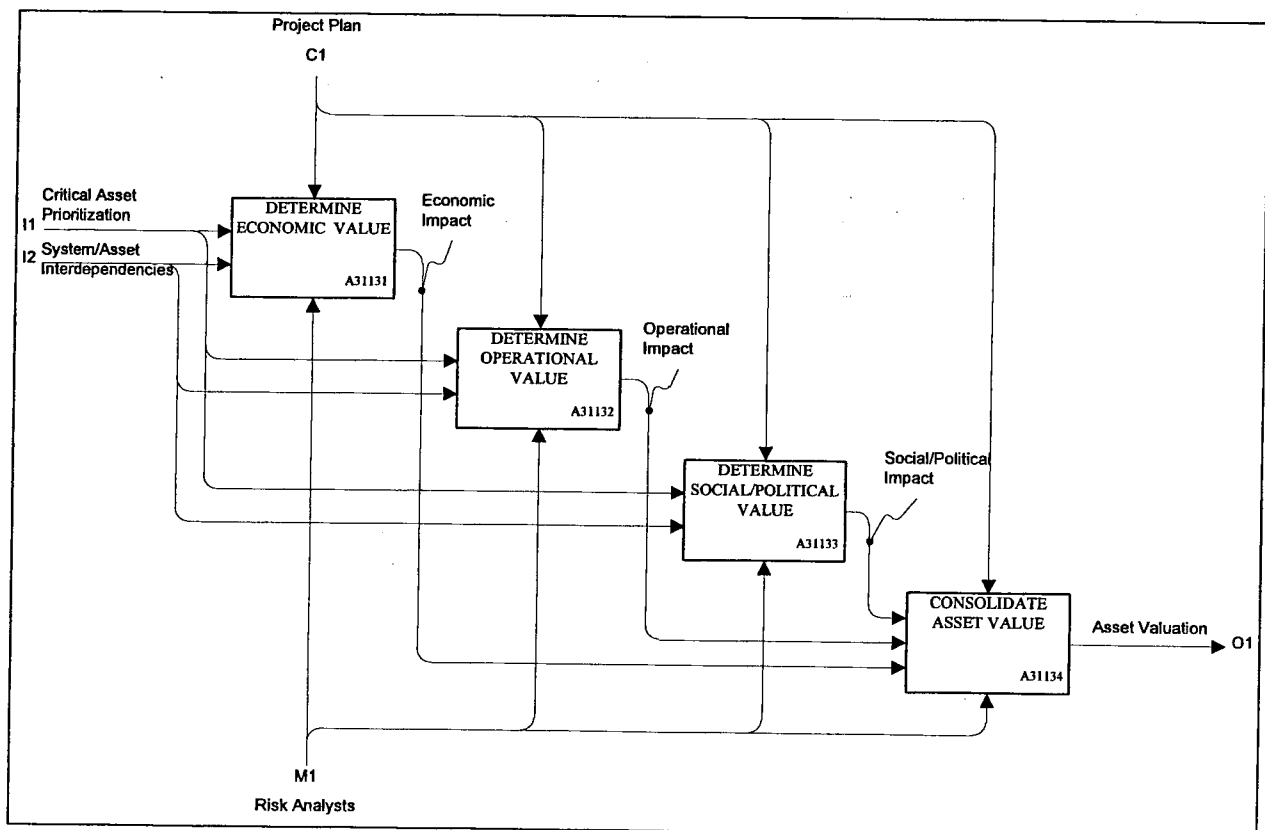 Project Plan
C1
Critical Asset
Prioritization
I1
I2
System/Asset
Interdependencies
DETERMINE
ECONOMIC VALUE
A31131
Economic
Impact
DETERMINE
OPERATIONAL
VALUE
A31132
Operational
Impact
DETERMINE
SOCIAL/POLITICAL
VALUE
A31133
Social/Political
Impact
CONSOLIDATE
ASSET VALUE
A31134
Asset Valuation
O1
M1
Risk Analysts